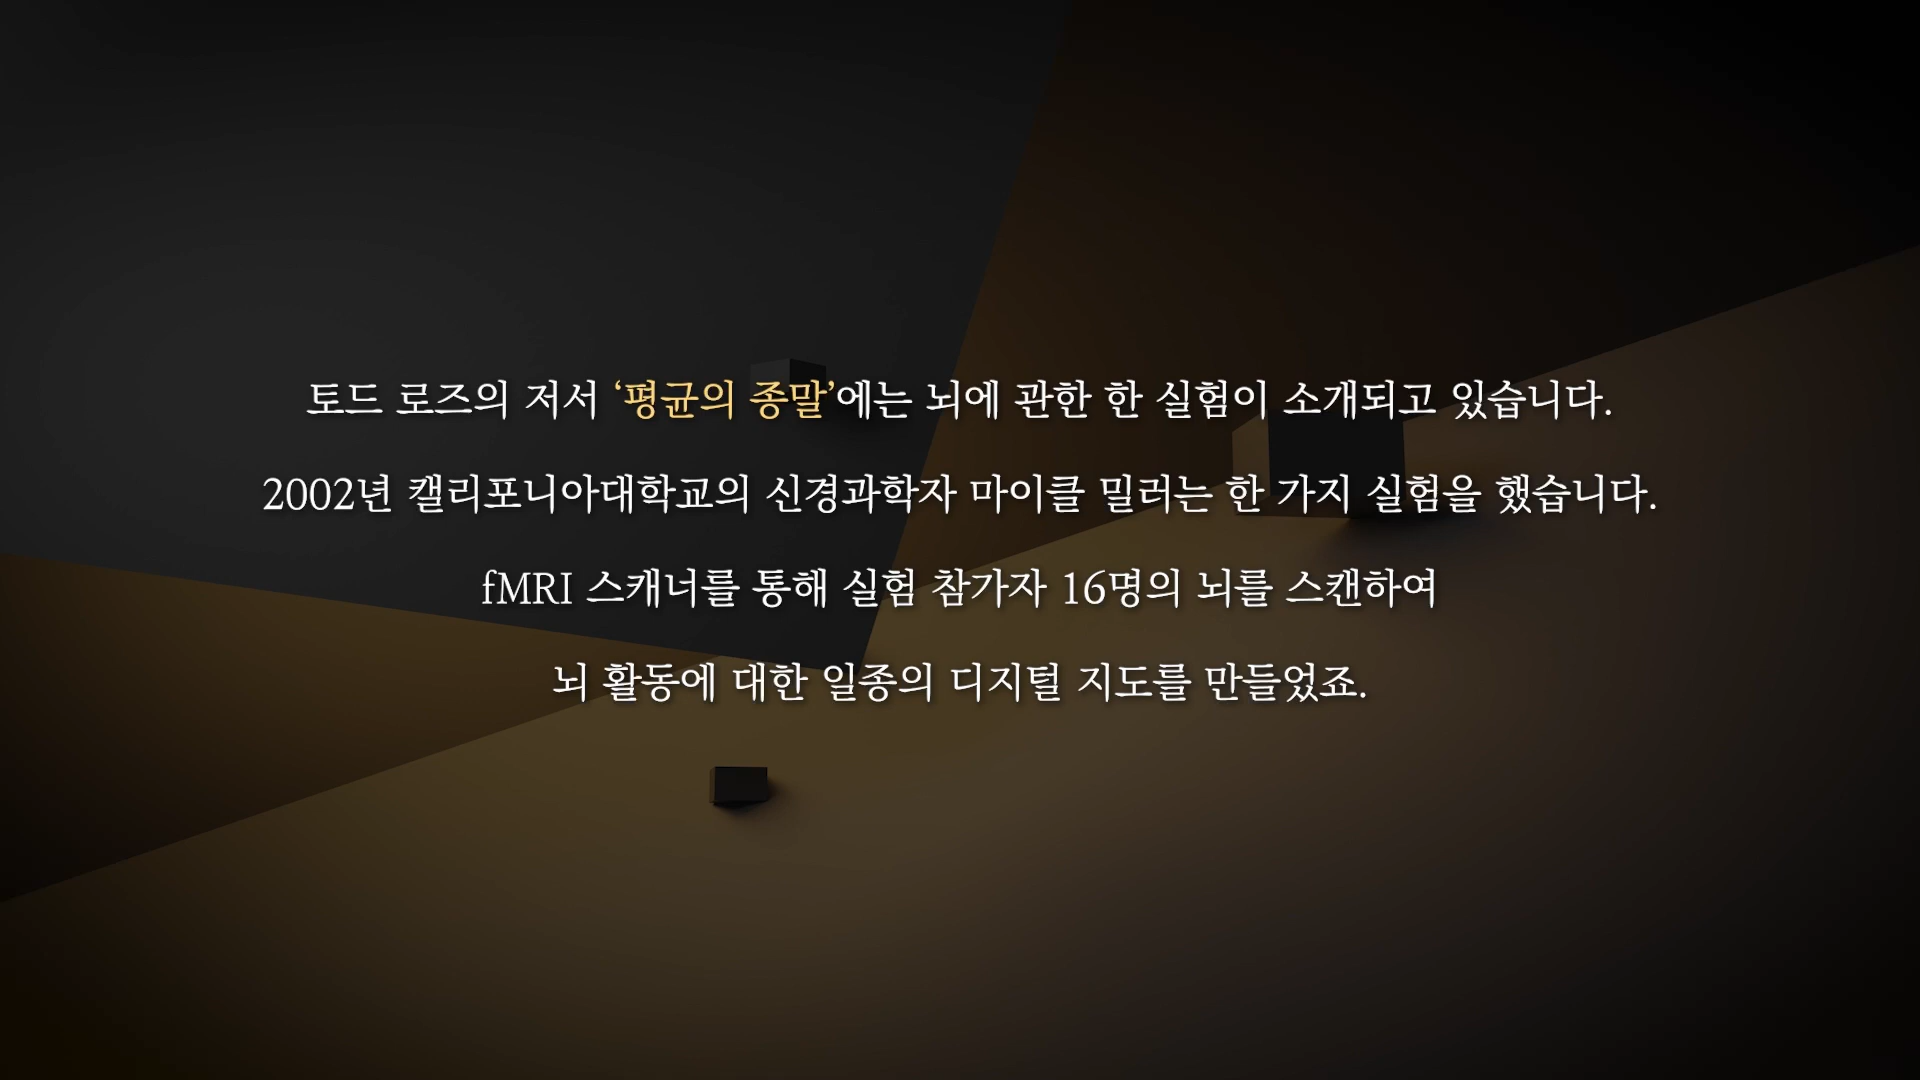 토드 로즈의 저서 ‘평균의 종말’에는 뇌에 관한 한 실험이 소개되고 있습니다.
2002년 캘리포니아대학교의 신경과학자 마이클 밀러는 한 가지 실험을 했습니다.
fMRI 스캐너를 통해 실험 참가자 16명의 뇌를 스캔하여
뇌 활동에 대한 일종의 디지털 지도를 만들었죠.